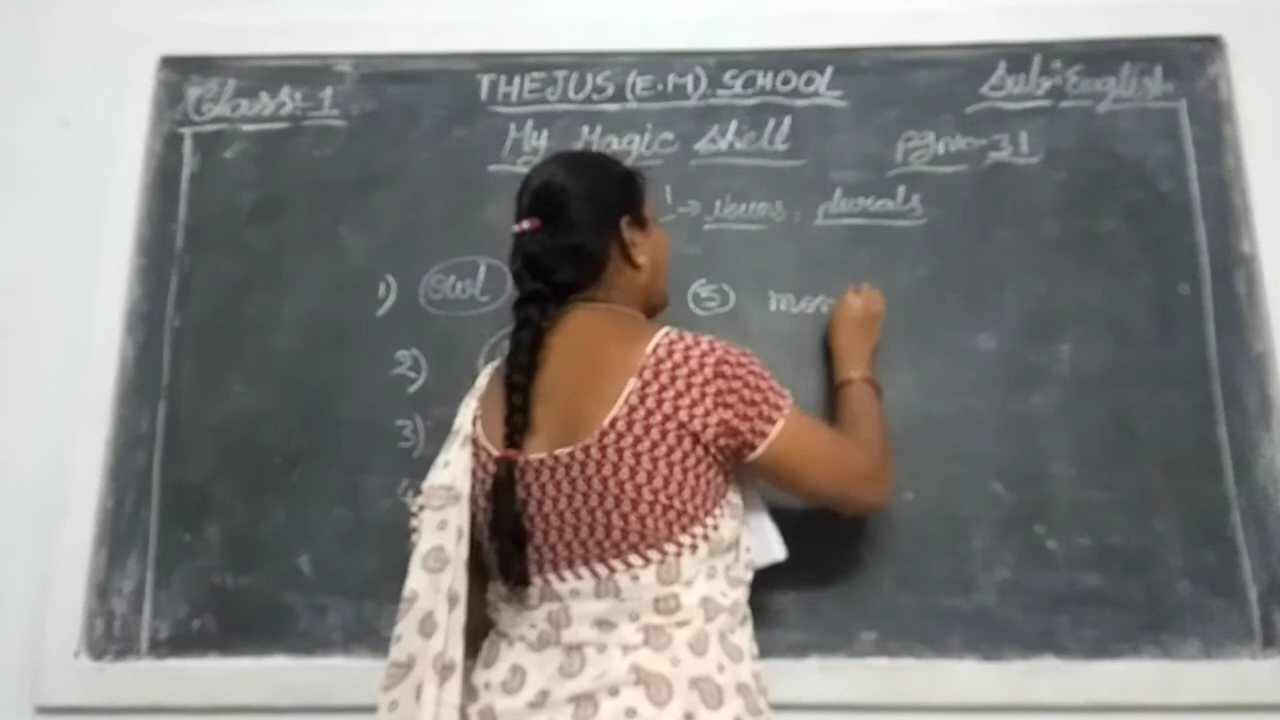 Class: 1 THEJUS (E.M). SCHOOL Sub: English
My Magic Shell Pg no- 31
→ Nouns, plurals
1) owl 5
2)
3)